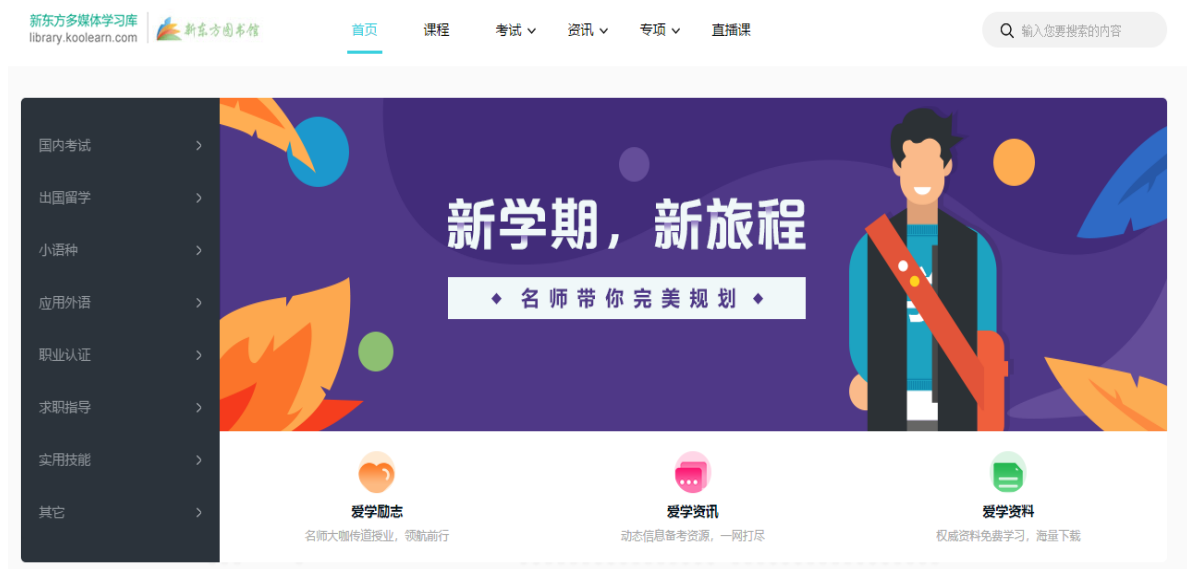 新东方多媒体学习库
library.koolearn.com
新东方图书馆
首页 课程 考试 资讯 专项 直播课
输入您要搜索的内容
国内考试
出国留学
小语种
应用外语
职业认证
求职指导
实用技能
其它
新学期，新旅程
名师带你完美规划
爱学励志
名师大咖传道授业，领航前行
爱学资讯
动态信息备考资源，一网打尽
爱学资料
权威资料免费学习，海量下载